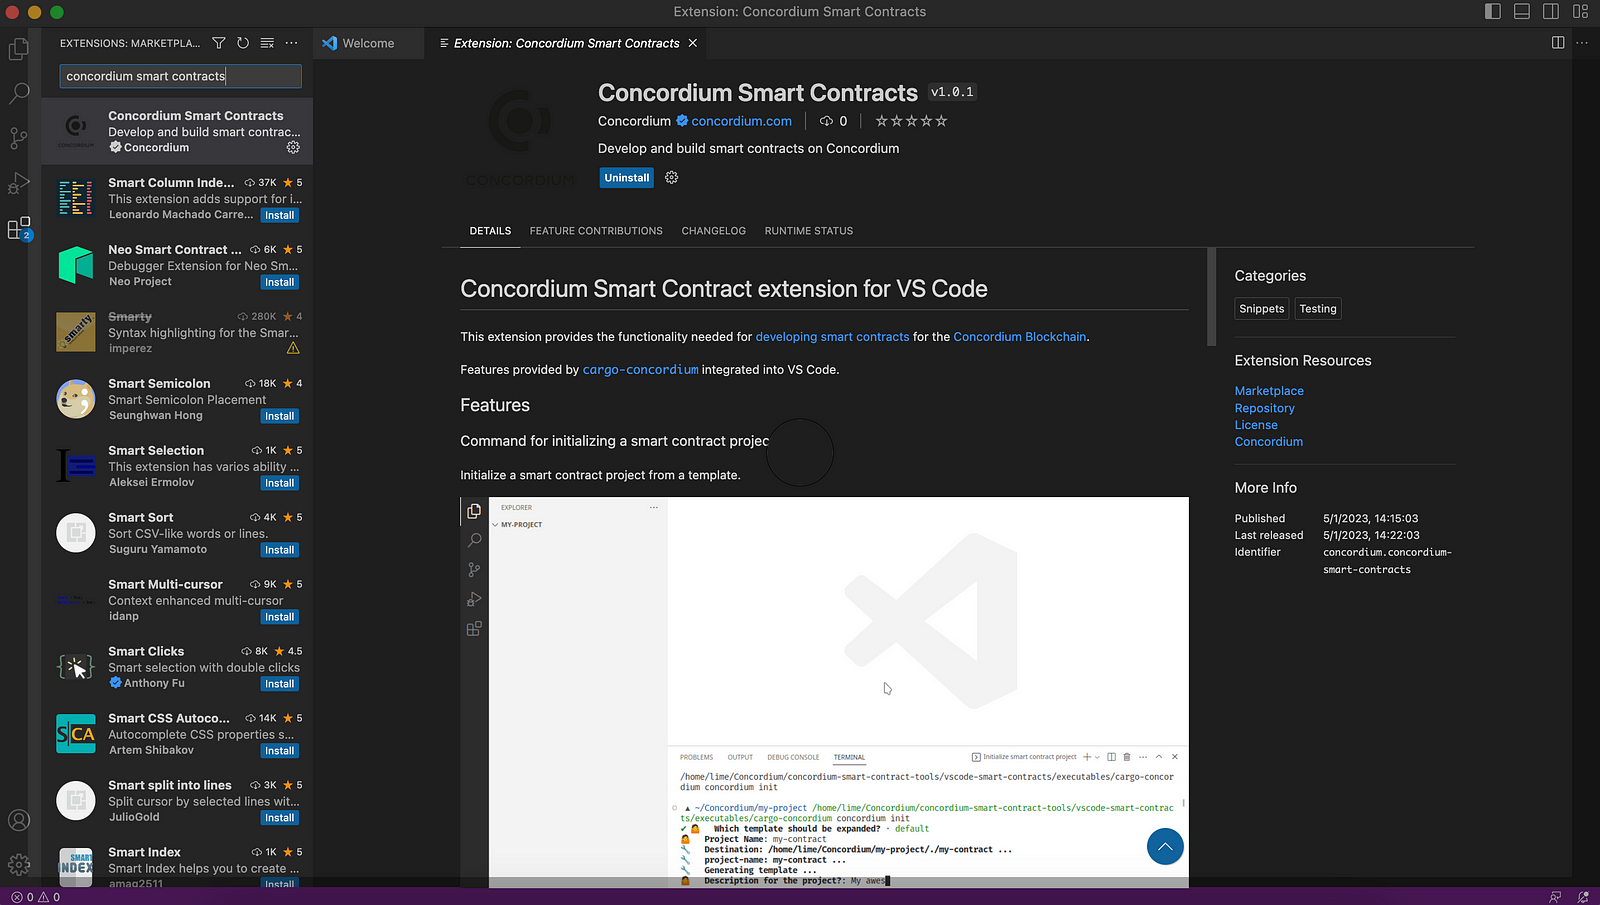 Extension: Concordium Smart Contracts
EXTENSIONS: MARKETPLA...
Welcome
Extension: Concordium Smart Contracts
concordium smart contracts
Concordium Smart Contracts
Develop and build smart contrac...
Concordium
Smart Column Inde... 37K 5
This extension adds support for i...
Leonardo Machado Carre... Install
Neo Smart Contract ... 6K 5
Debugger Extension for Neo Sm...
Neo Project Install
Smarty 280K 4
Syntax highlighting for the Smar...
imperez
Smart Semicolon 18K 4
Smart Semicolon Placement
Seunghwan Hong Install
Smart Selection 1K 5
This extension has varios ability ...
Aleksei Ermolov Install
Smart Sort 4K 5
Sort CSV-like words or lines.
Suguru Yamamoto Install
Smart Multi-cursor 9K 5
Context enhanced multi-cursor
idanp Install
Smart Clicks 8K 4.5
Smart selection with double clicks
Anthony Fu Install
Smart CSS Autoco... 14K 5
Autocomplete CSS properties s...
Artem Shibakov Install
Smart split into lines 3K 5
Split cursor by selected lines wit...
JulioGold Install
Smart Index 1K 5
Smart Index helps you to create ...
amag2511 Install
smarty
S CA
SMART
INDEX
2
CONCORDIUM
Concordium Smart Contracts v1.0.1
Concordium concordium.com 0
Develop and build smart contracts on Concordium
Uninstall
DETAILS FEATURE CONTRIBUTIONS CHANGELOG RUNTIME STATUS
Concordium Smart Contract extension for VS Code
This extension provides the functionality needed for developing smart contracts for the Concordium Blockchain.
Features provided by cargo-concordium integrated into VS Code.
Features
Command for initializing a smart contract projec
Initialize a smart contract project from a template.
EXPLORER
MY-PROJECT
PROBLEMS OUTPUT DEBUG CONSOLE TERMINAL Initialize smart contract project
/home/lime/Concordium/concordium-smart-contract-tools/vscode-smart-contracts/executables/cargo-concor
dium concordium init
~/Concordium/my-project /home/lime/Concordium/concordium-smart-contract-tools/vscode-smart-contrac
ts/executables/cargo-concordium concordium init
Which template should be expanded? · default
Project Name: my-contract
Destination: /home/lime/Concordium/my-project/./my-contract ...
project-name: my-contract ...
Generating template ...
Description for the project?: My awes
Categories
Snippets Testing
Extension Resources
Marketplace
Repository
License
Concordium
More Info
Published 5/1/2023, 14:15:03
Last released 5/1/2023, 14:22:03
Identifier concordium.concordium-
smart-contracts
0 0